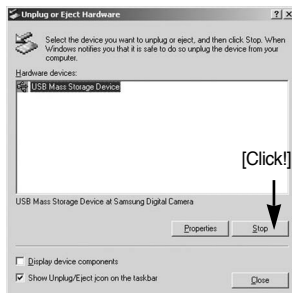 Unplug or Eject Hardware
Select the device you want to unplug or eject, and then click Stop. When
Windows notifies you that it is safe to do so unplug the device from your
computer.
Hardware devices:
USB Mass Storage Device
[Click!]
USB Mass Storage Device at Samsung Digital Camera
Properties
Stop
Display device components
Show Unplug/Eject icon on the taskbar
Close